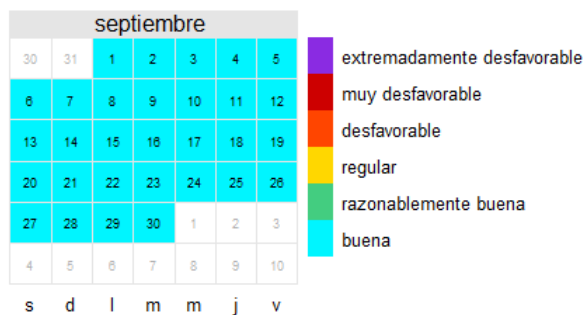 septiembre
30 31 1 2 3 4 5
6 7 8 9 10 11 12
13 14 15 16 17 18 19
20 21 22 23 24 25 26
27 28 29 30 1 2 3
4 5 6 7 8 9 10
s d l m m j v
extremadamente desfavorable
muy desfavorable
desfavorable
regular
razonablemente buena
buena